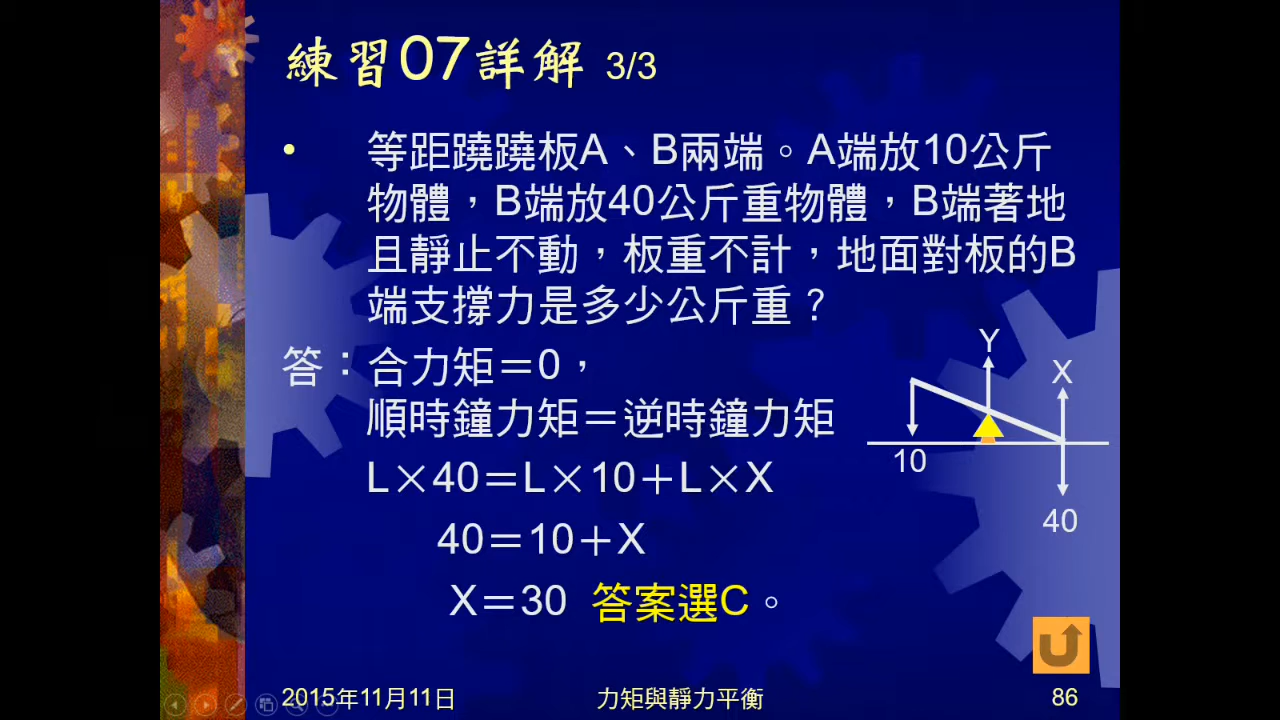 練習07詳解 3/3
• 等距蹺蹺板A、B兩端。A端放10公斤
物體，B端放40公斤重物體，B端著地
且靜止不動，板重不計，地面對板的B
端支撐力是多少公斤重？
答：合力矩＝0，
順時鐘力矩＝逆時鐘力矩
L×40＝L×10＋L×X
40＝10＋X
X＝30 答案選C。
Y
X
10
40
2015年11月11日
力矩與靜力平衡
86